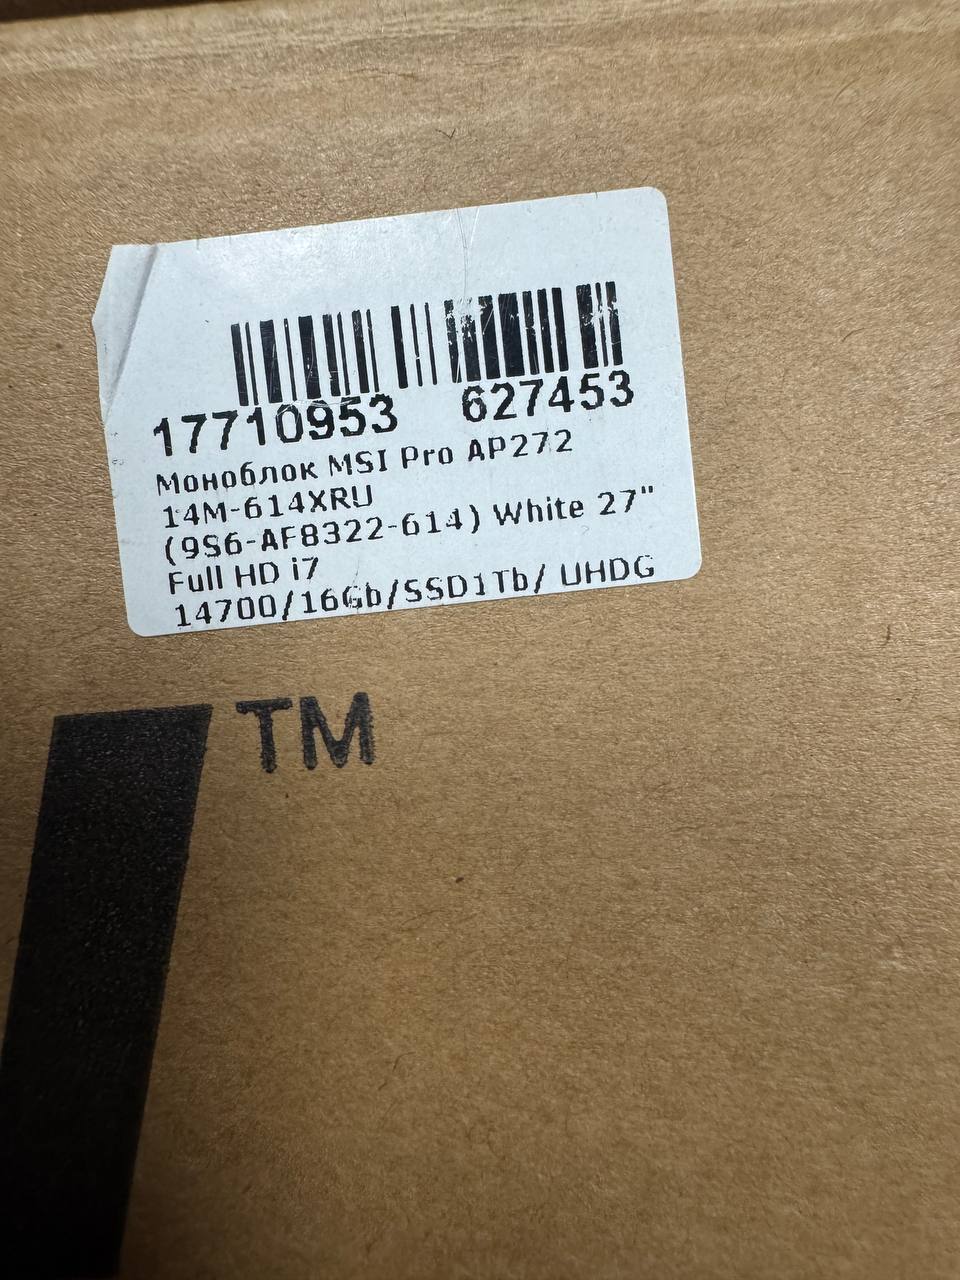 17710953 627453
Моноблок MSI Pro AP272
14M-614XRU
(9S6-AF8322-614) White 27"
Full HD i7
14700/16Gb/SSD1Tb/ UHDG
TM